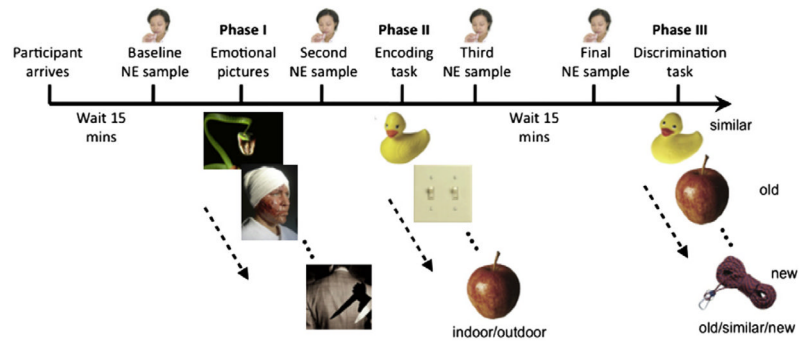 Phase I
Phase II
Phase III
Participant
arrives
Baseline
NE sample
Emotional
pictures
Second
NE sample
Encoding
task
Third
NE sample
Final
NE sample
Discrimination
task
Wait 15
mins
Wait 15
mins
similar
old
new
indoor/outdoor
old/similar/new